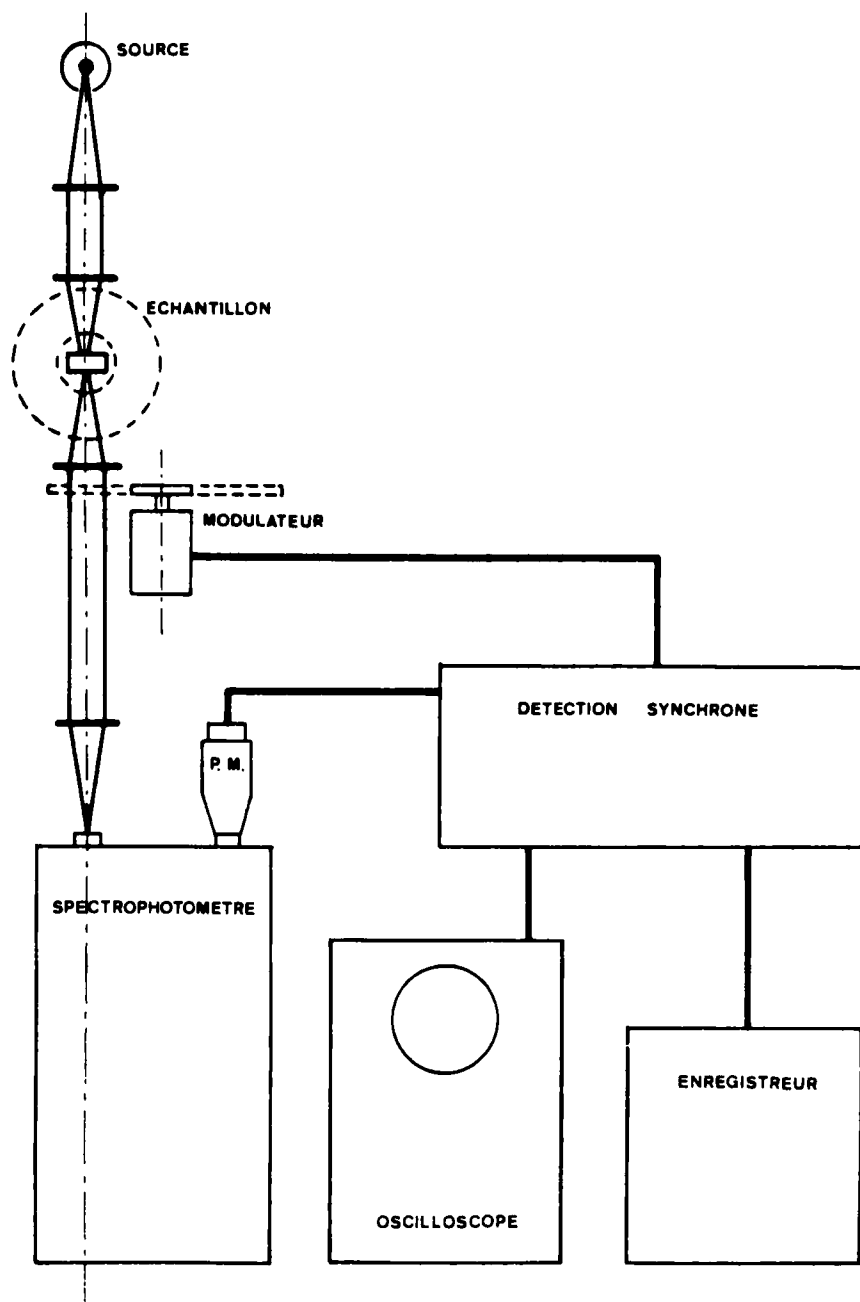 SOURCE
ECHANTILLON
MODULATEUR
DETECTION SYNCHRONE
P. M.
SPECTROPHOTOMETRE
ENREGISTREUR
OSCILLOSCOPE